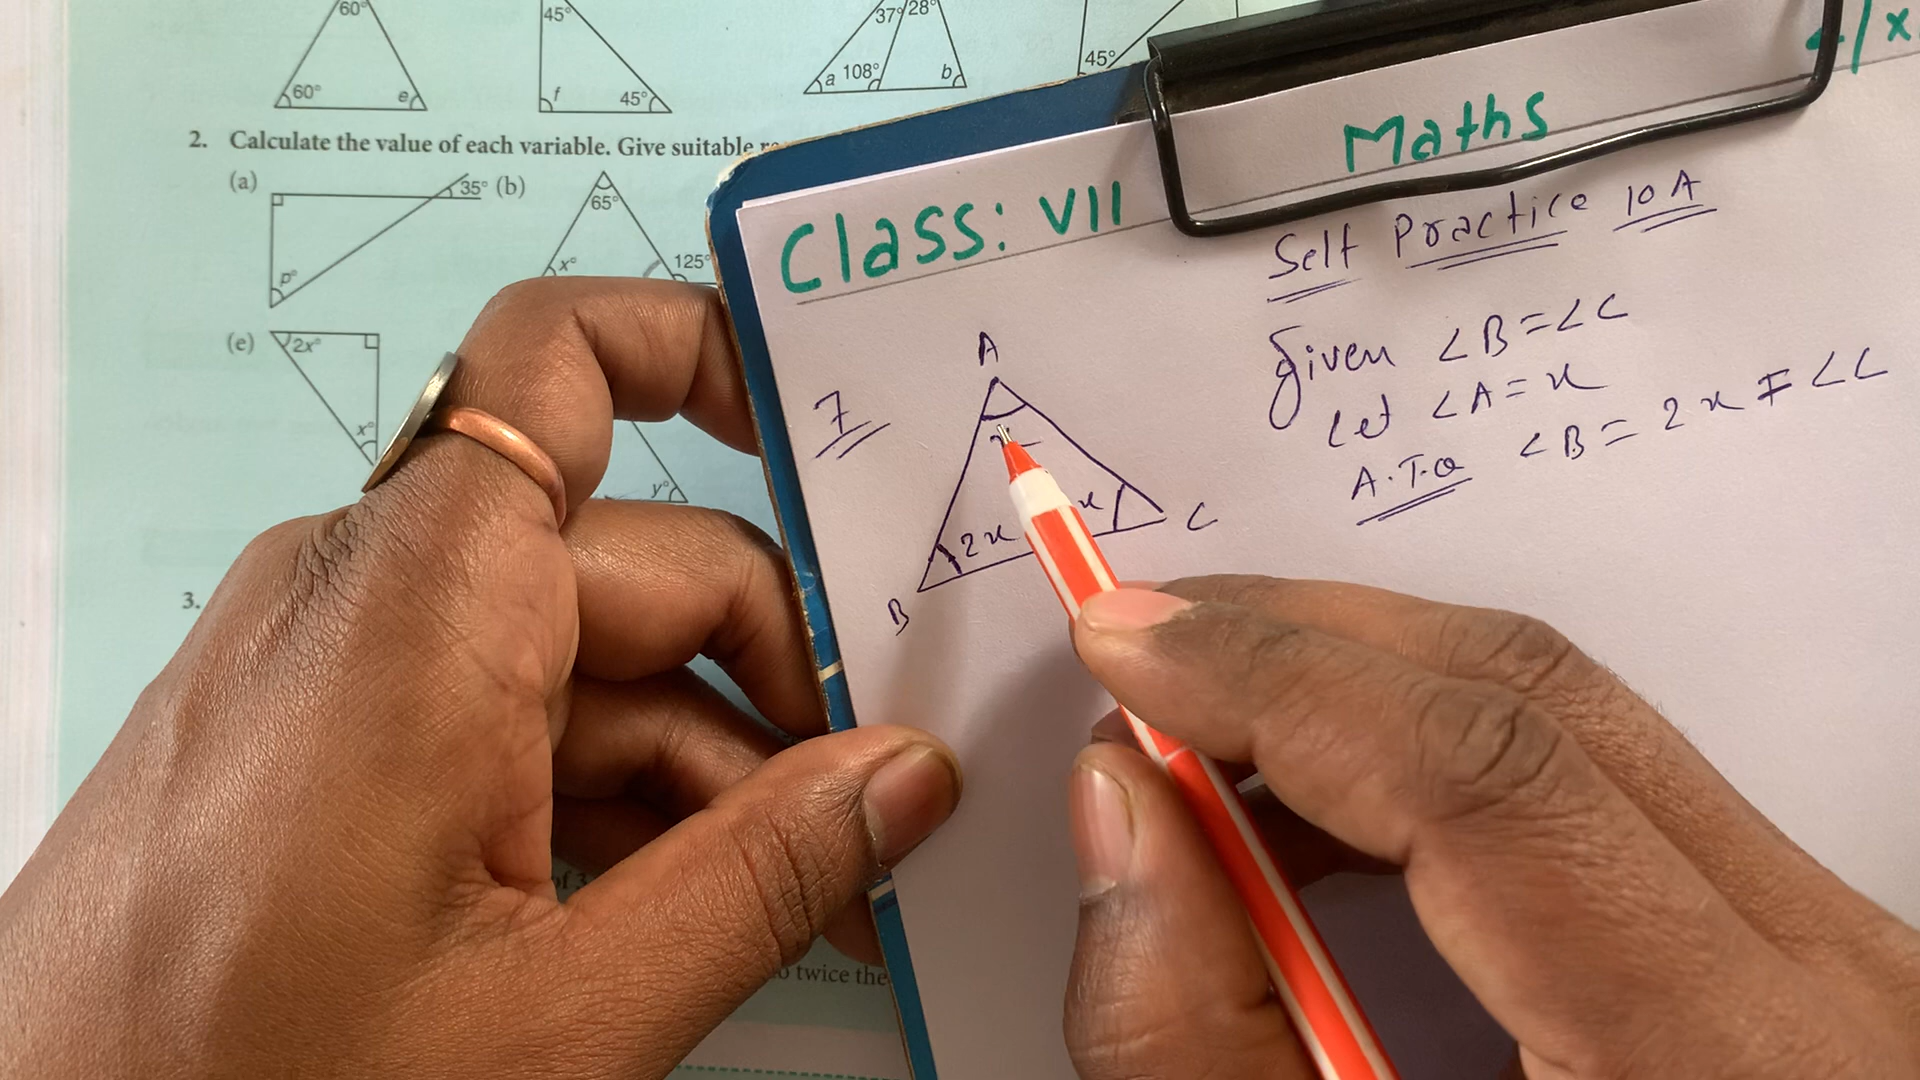 60°
45°
37° 28°
60° e
f 45°
a 108° b
45°
2. Calculate the value of each variable. Give suitable
(a) 35° (b)
p°
65°
x° 125°
(e) 2x°
x°
y°
3.
twice the
Maths
Class: VII
Self Practice 10 A
7
A
x
2x x
B C
Given ∠B = ∠C
Let ∠A = x
A.T.Q ∠B = 2x = ∠C